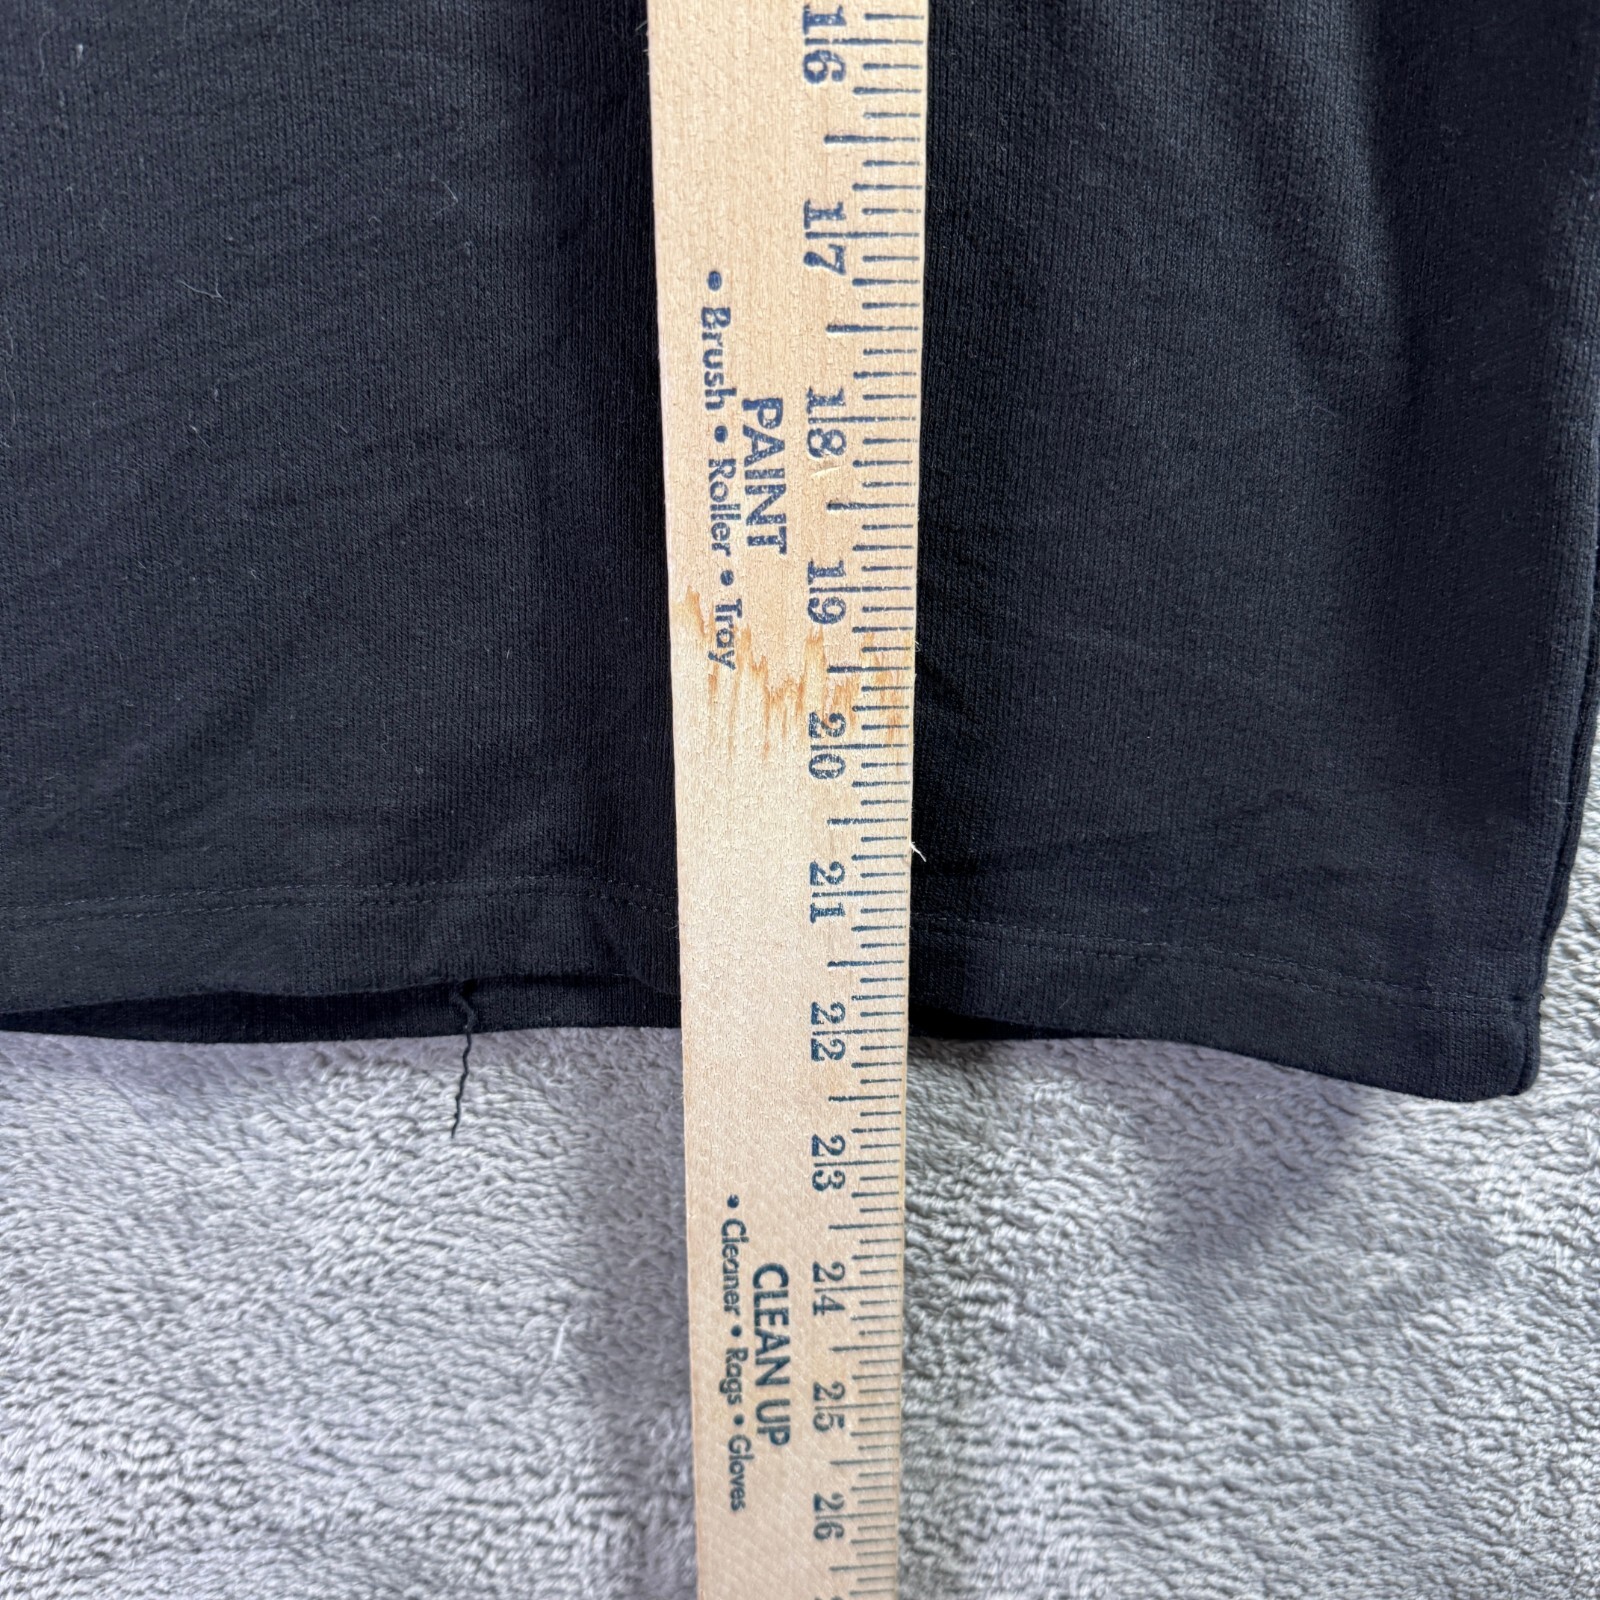 16
17
18
19
20
21
22
23
24
25
26
PAINT
• Brush • Roller • Tray
CLEAN UP
• Cleaner • Rags • Gloves